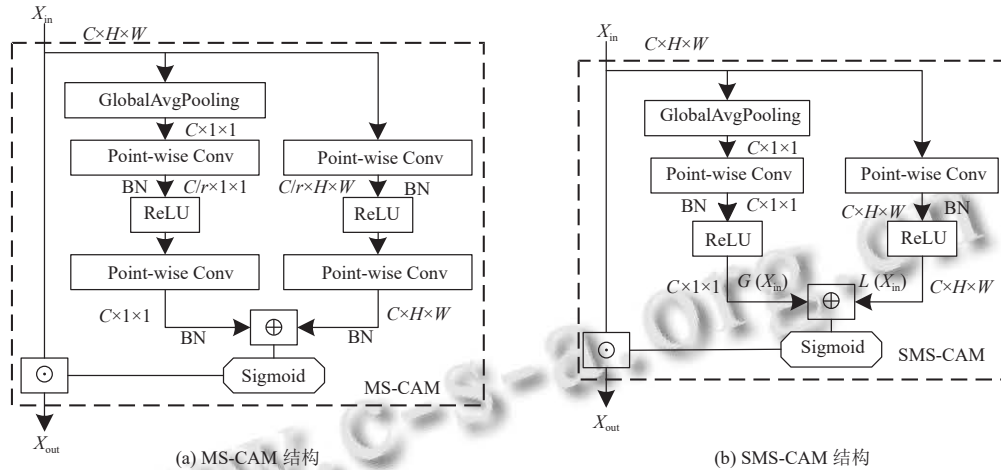 X_in
C×H×W
GlobalAvgPooling
C×1×1
Point-wise Conv
Point-wise Conv
BN
C/r×1×1
C/r×H×W
BN
ReLU
ReLU
Point-wise Conv
Point-wise Conv
C×1×1
BN
⊕
BN
C×H×W
⊙
Sigmoid
MS-CAM
X_out
(a) MS-CAM 结构
X_in
C×H×W
GlobalAvgPooling
C×1×1
Point-wise Conv
Point-wise Conv
BN
C×1×1
C×H×W
BN
ReLU
ReLU
C×1×1
G (X_in)
⊕
L (X_in)
C×H×W
⊙
Sigmoid
SMS-CAM
X_out
(b) SMS-CAM 结构